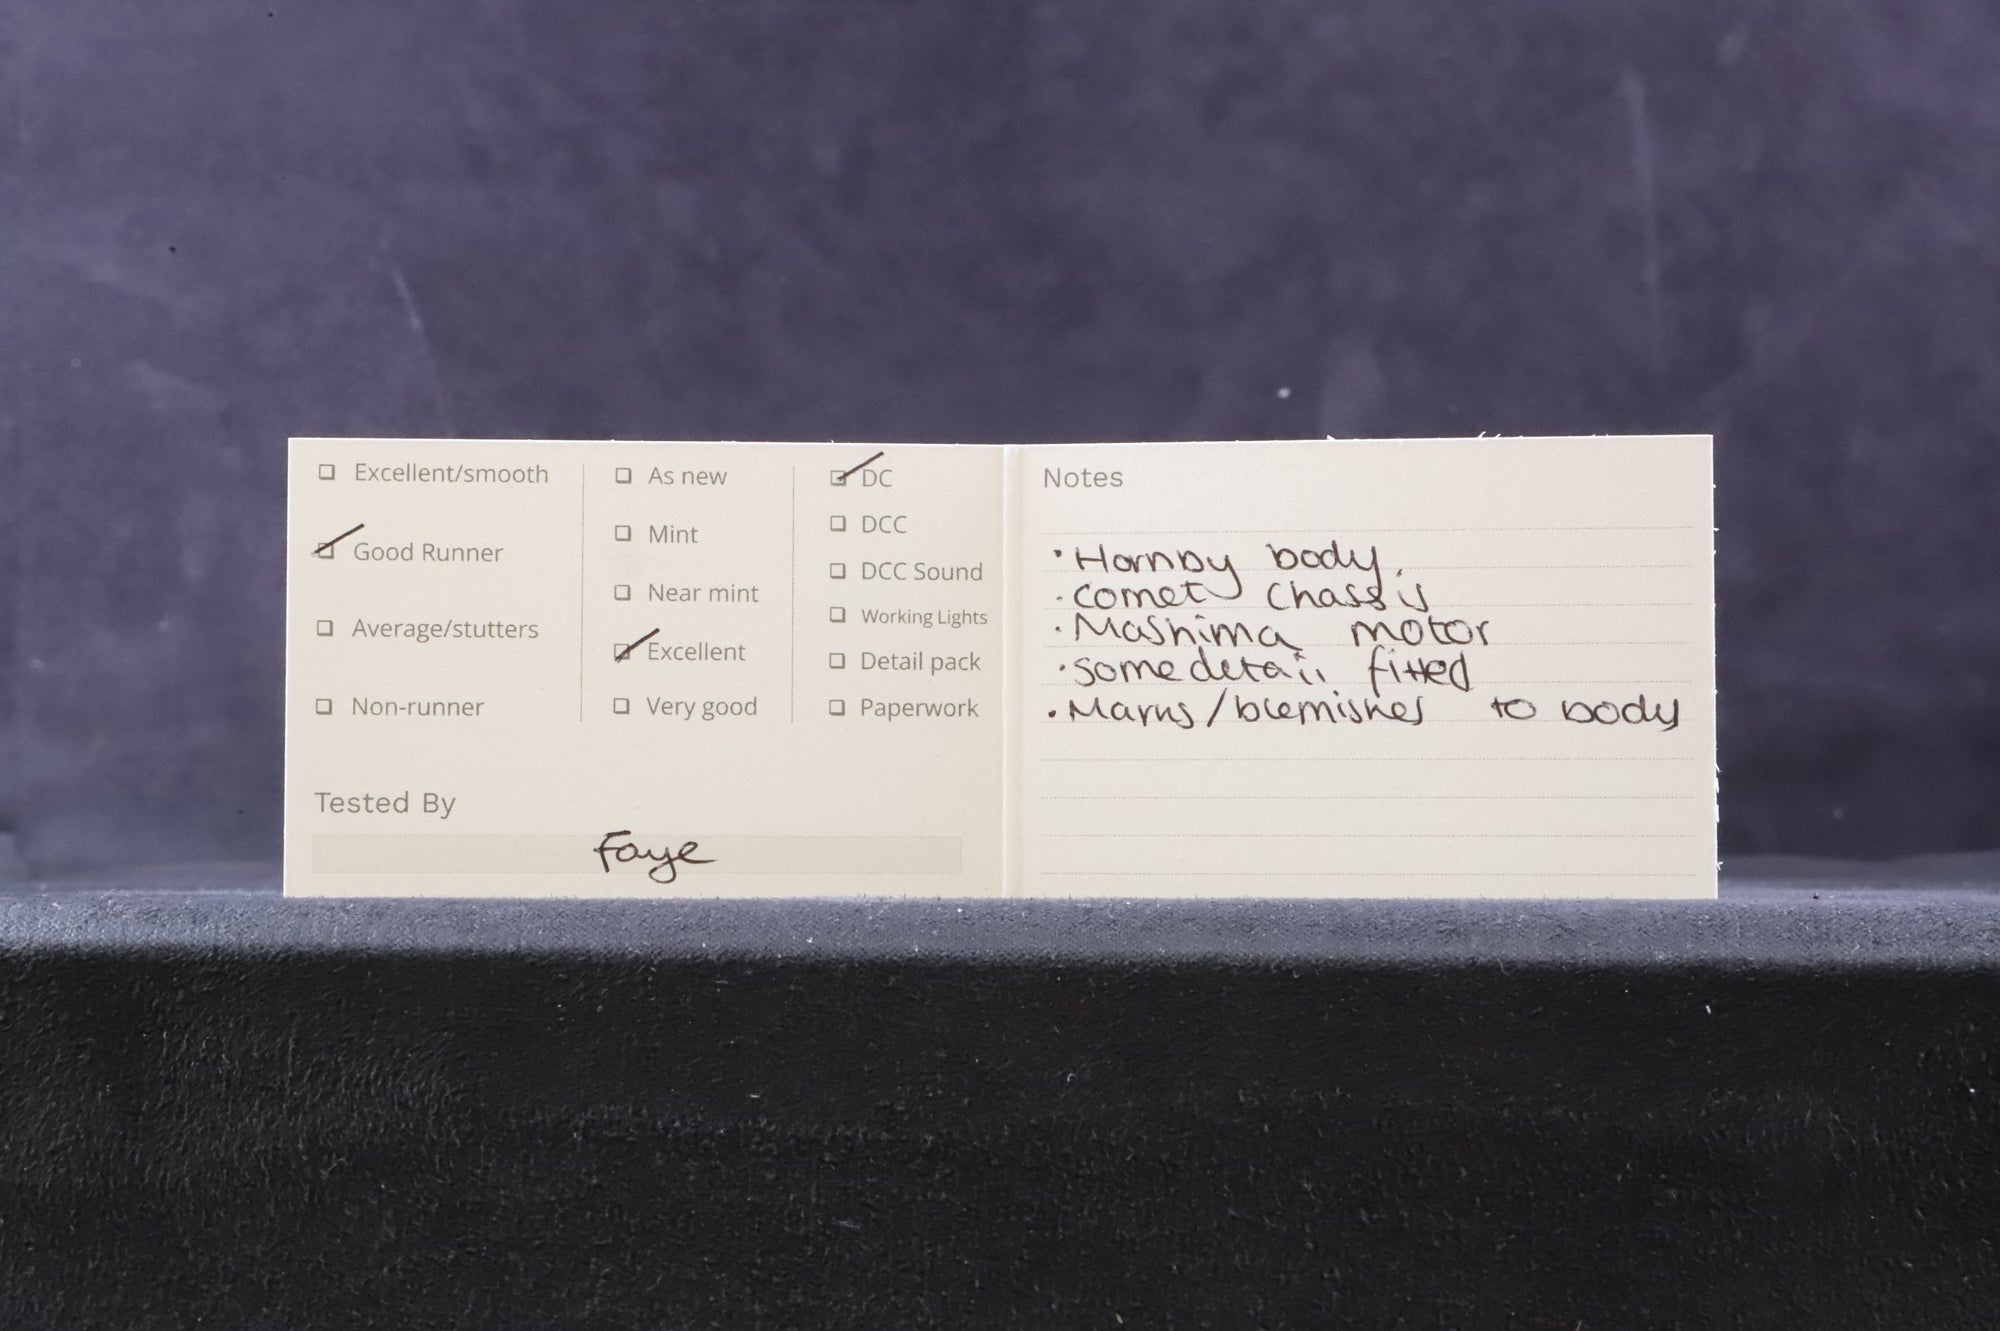 Excellent/smooth
Good Runner
Average/stutters
Non-runner
As new
Mint
Near mint
Excellent
Very good
DC
DCC
DCC Sound
Working Lights
Detail pack
Paperwork
Tested By
Faye
Notes
• Hornby body.
• Comet Chassis
• Mashima motor
• some detail fitted
• Marks/blemishes to body